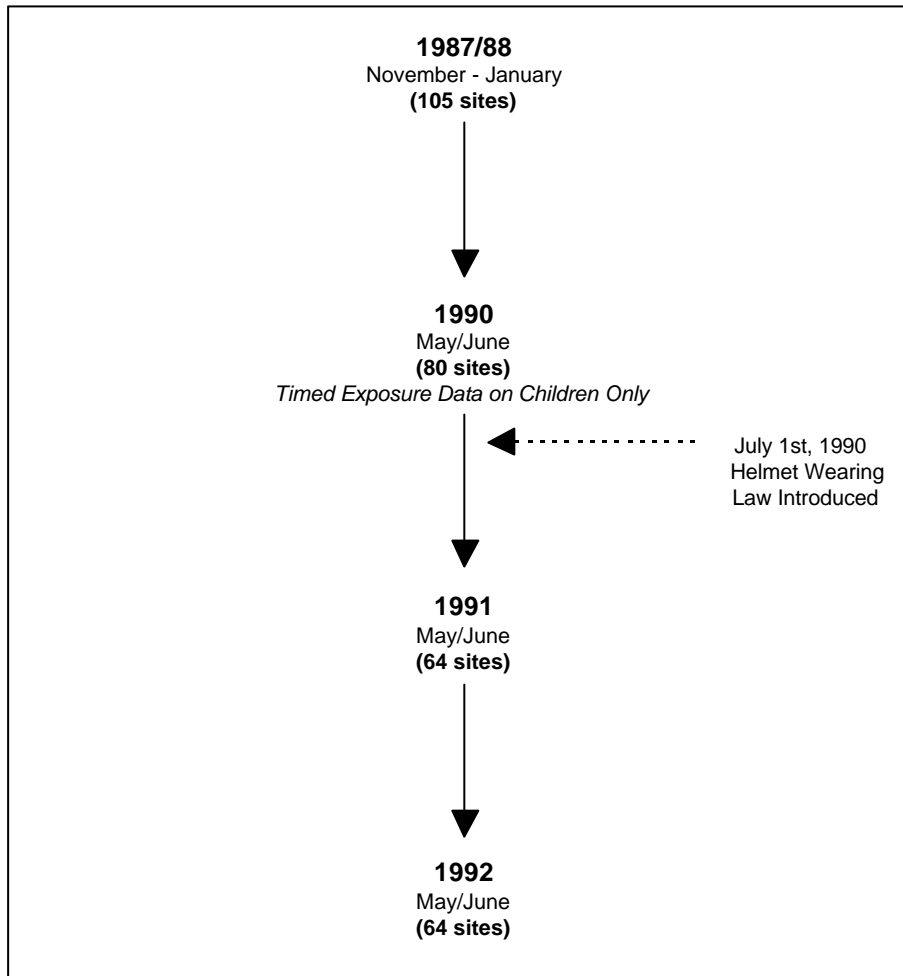 1987/88
November - January
(105 sites)
1990
May/June
(80 sites)
Timed Exposure Data on Children Only
July 1st, 1990
Helmet Wearing
Law Introduced
1991
May/June
(64 sites)
1992
May/June
(64 sites)